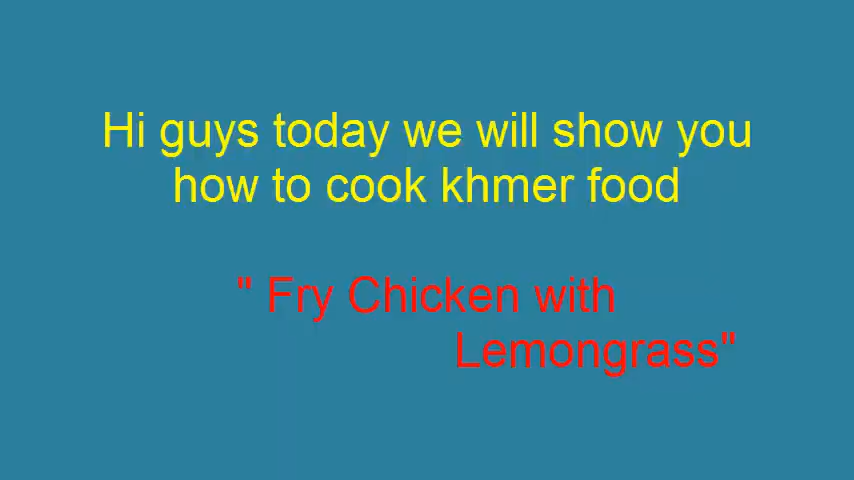 Hi guys today we will show you
how to cook khmer food
" Fry Chicken with
Lemongrass"